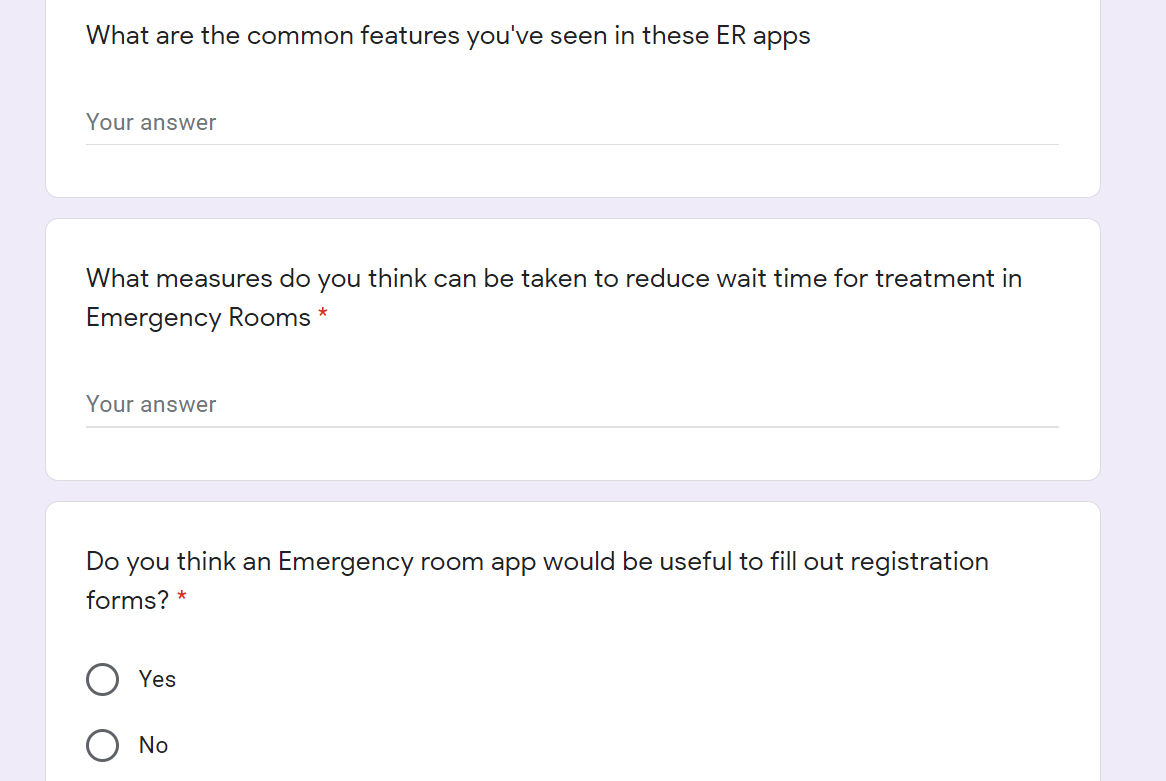 What are the common features you've seen in these ER apps
Your answer
What measures do you think can be taken to reduce wait time for treatment in
Emergency Rooms *
Your answer
Do you think an Emergency room app would be useful to fill out registration
forms? *
Yes
No